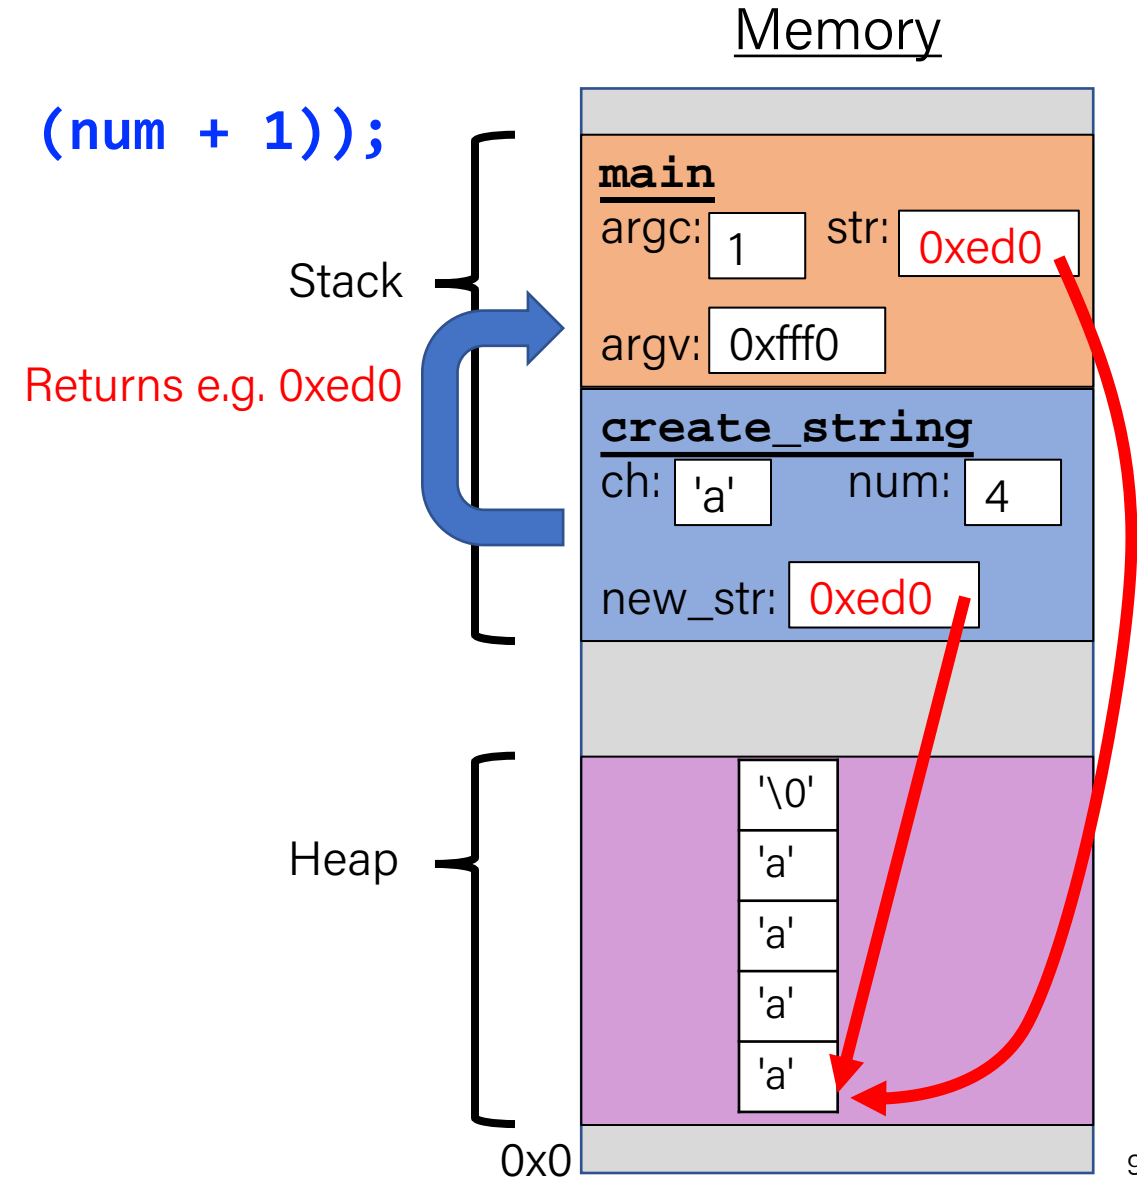 Memory
(num + 1));
main
argc: 1 str: 0xed0
Stack
argv: 0xfff0
Returns e.g. 0xed0
create_string
ch: 'a' num: 4
new_str: 0xed0
'\0'
'a'
Heap
'a'
'a'
'a'
0x0